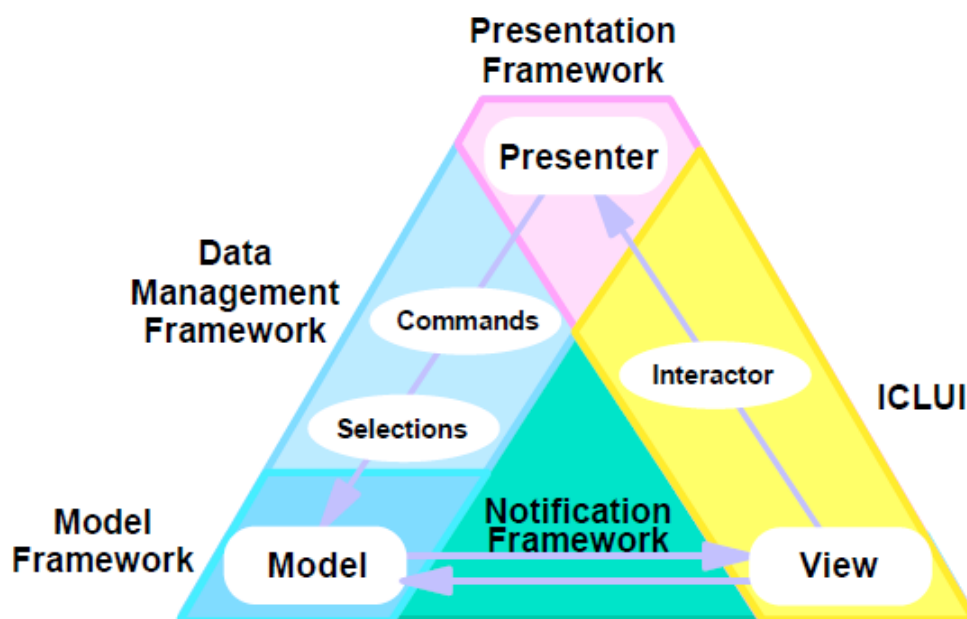 Presentation
Framework
Presenter
Data
Management
Framework
Commands
Interactor
ICLUI
Selections
Model
Framework
Notification
Framework
Model
View